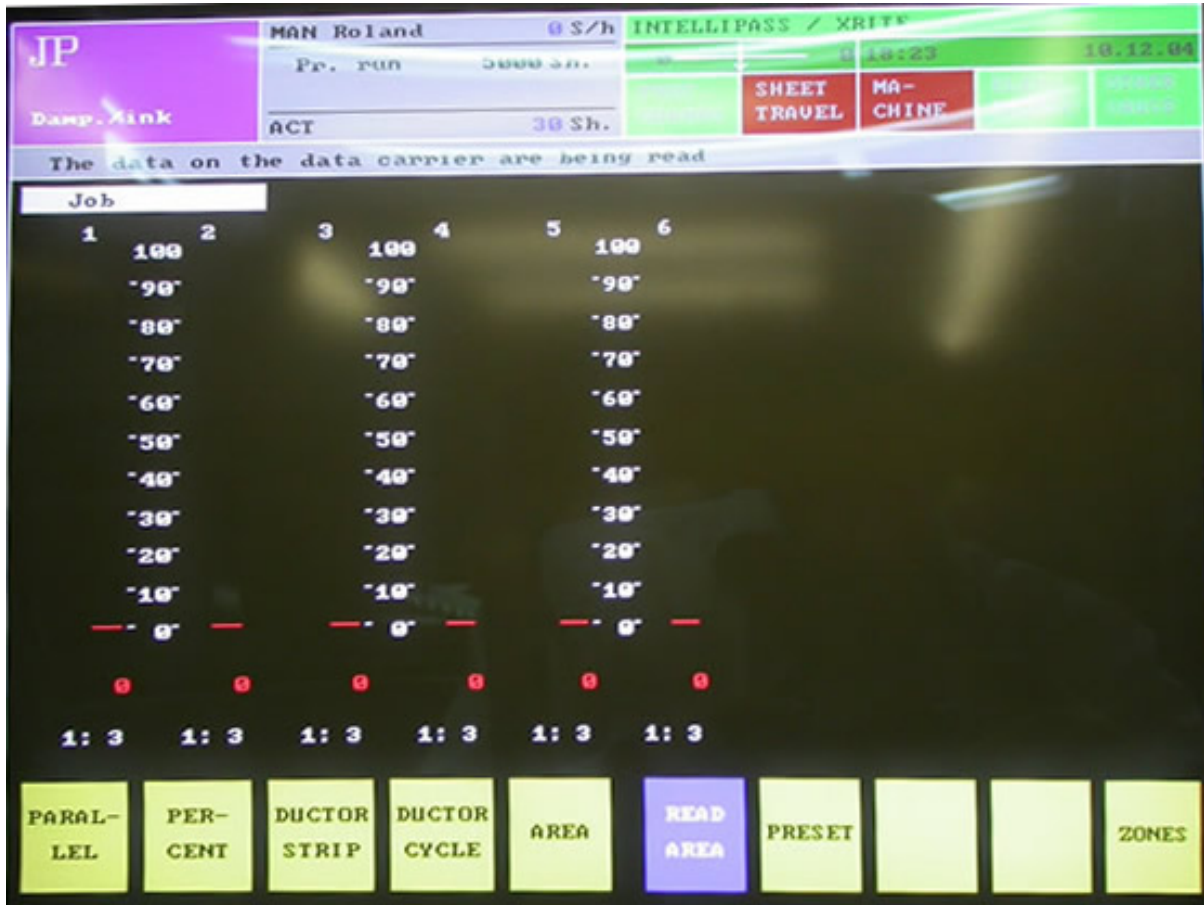 JP
Damp.
MAN Roland 0 S/h
Pr. run 5000 Sh.
ACT 30 Sh.
INTELLIPASS / XRITE
0 0 10:23 10.12.04
SHEET TRAVEL
MA-
CHINE
The data on the data carrier are being read
Job
1 2 3 4 5 6
100 100 100
90 90 90
80 80 80
70 70 70
60 60 60
50 50 50
40 40 40
30 30 30
20 20 20
10 10 10
0 0 0
0 0 0 0 0 0
1: 3 1: 3 1: 3 1: 3 1: 3 1: 3
PARAL-
LEL
PER-
CENT
DUCTOR
STRIP
DUCTOR
CYCLE
AREA
READ
AREA
PRESET
ZONES